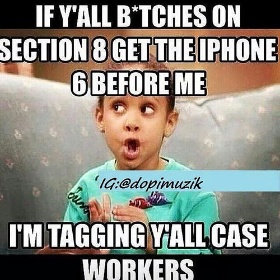 IF Y'ALL B*TCHES ON
SECTION 8 GET THE IPHONE
6 BEFORE ME
IG:@dopimuzik
I'M TAGGING Y'ALL CASE
WORKERS